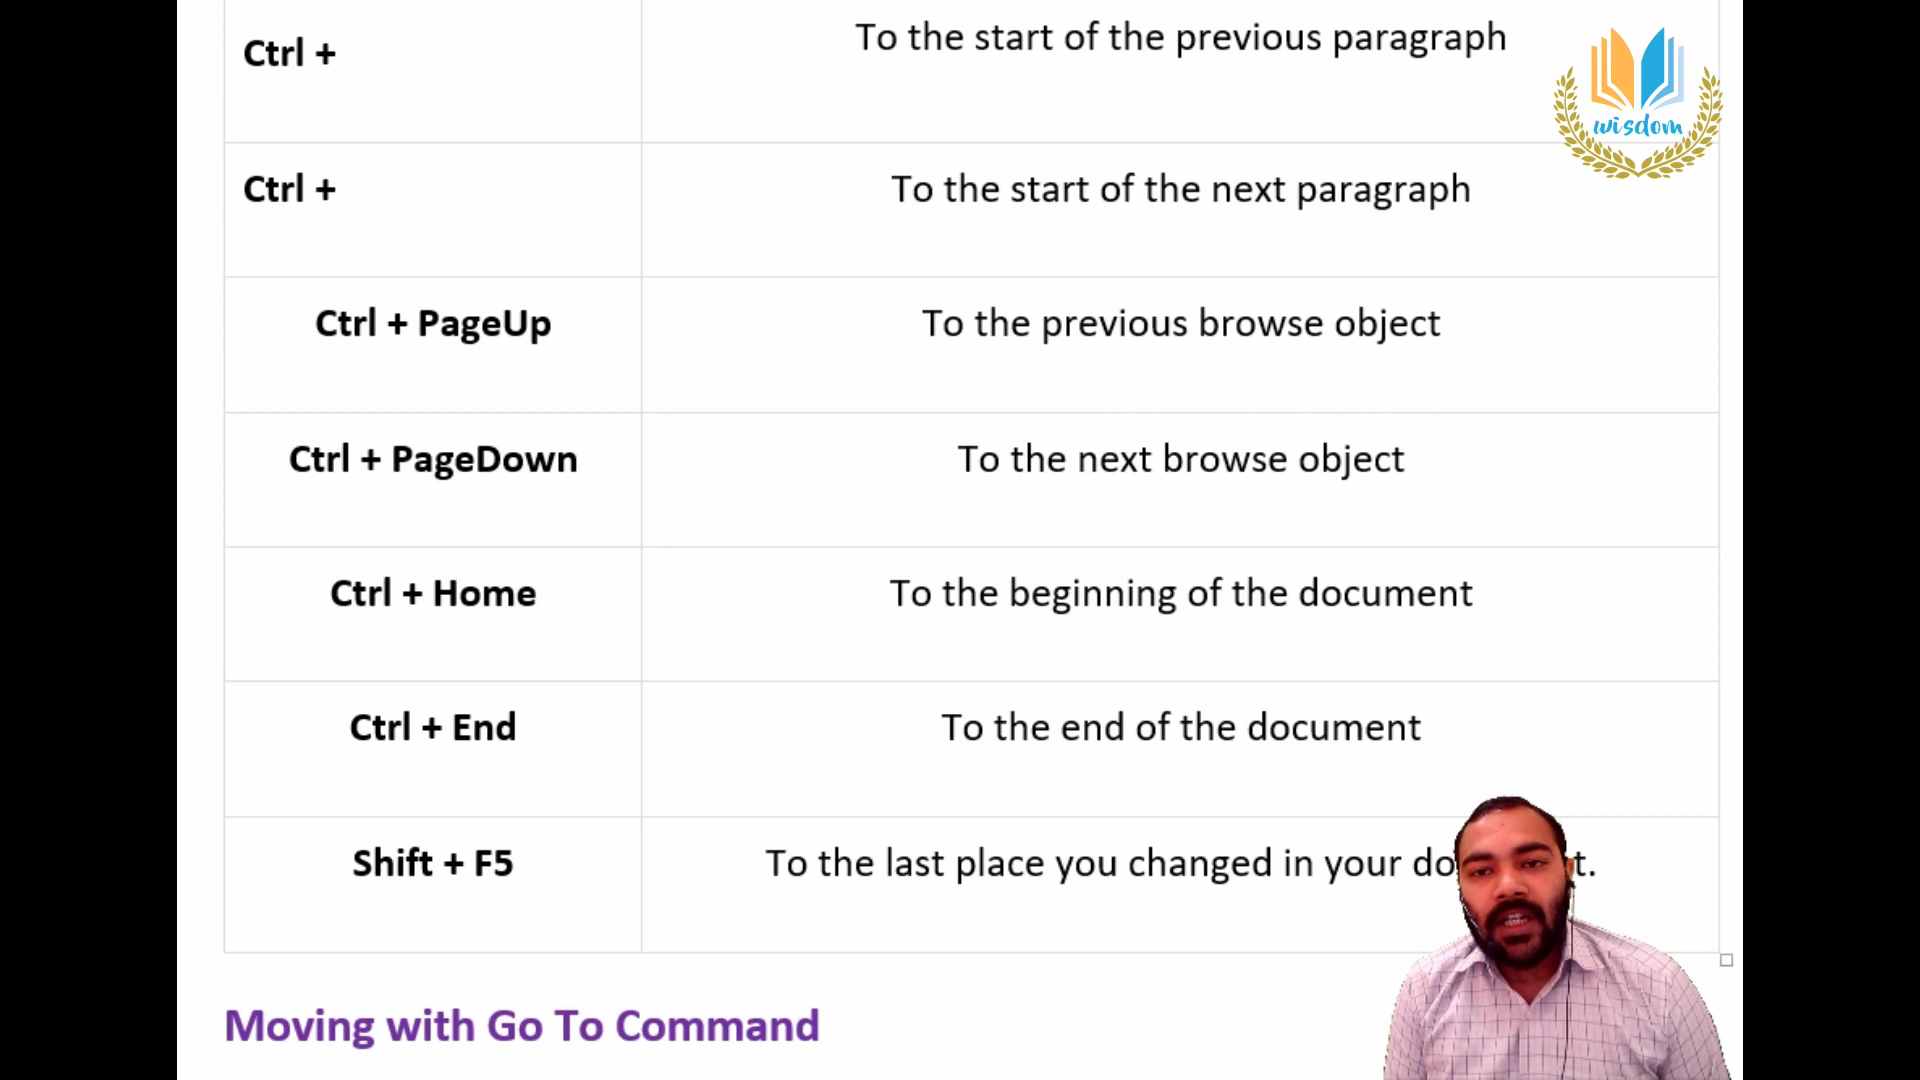 Ctrl + To the start of the previous paragraph
wisdom
Ctrl + To the start of the next paragraph
Ctrl + PageUp To the previous browse object
Ctrl + PageDown To the next browse object
Ctrl + Home To the beginning of the document
Ctrl + End To the end of the document
Shift + F5 To the last place you changed in your do t.
Moving with Go To Command